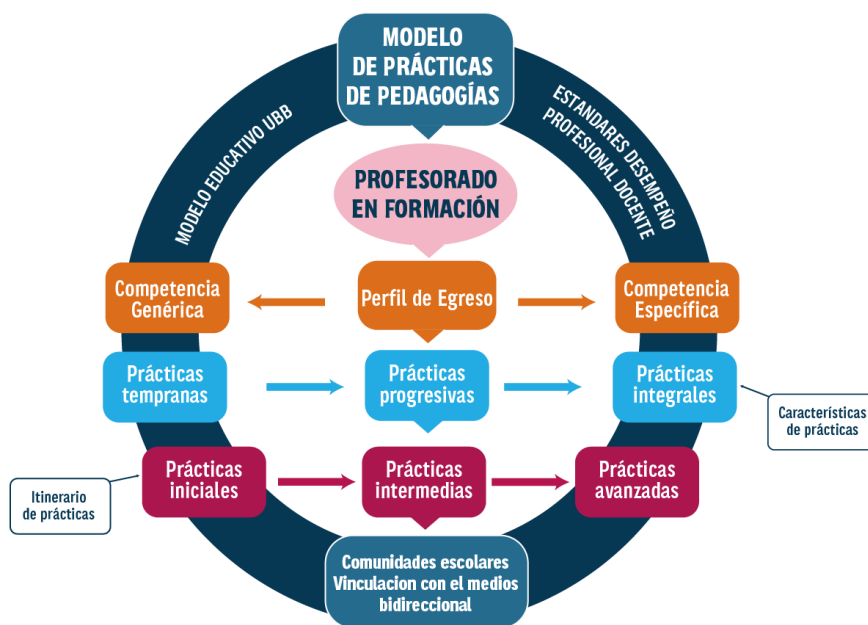 MODELO
DE PRÁCTICAS
DE PEDAGOGÍAS
MODELO EDUCATIVO UBB
ESTANDARES DESEMPEÑO
PROFESIONAL DOCENTE
PROFESORADO
EN FORMACIÓN
Competencia
Genérica
Perfil de Egreso
Competencia
Específica
Prácticas
tempranas
Prácticas
progresivas
Prácticas
integrales
Características
de prácticas
Prácticas
iniciales
Prácticas
intermedias
Prácticas
avanzadas
Itinerario
de prácticas
Comunidades escolares
Vinculacion con el medios
bidireccional